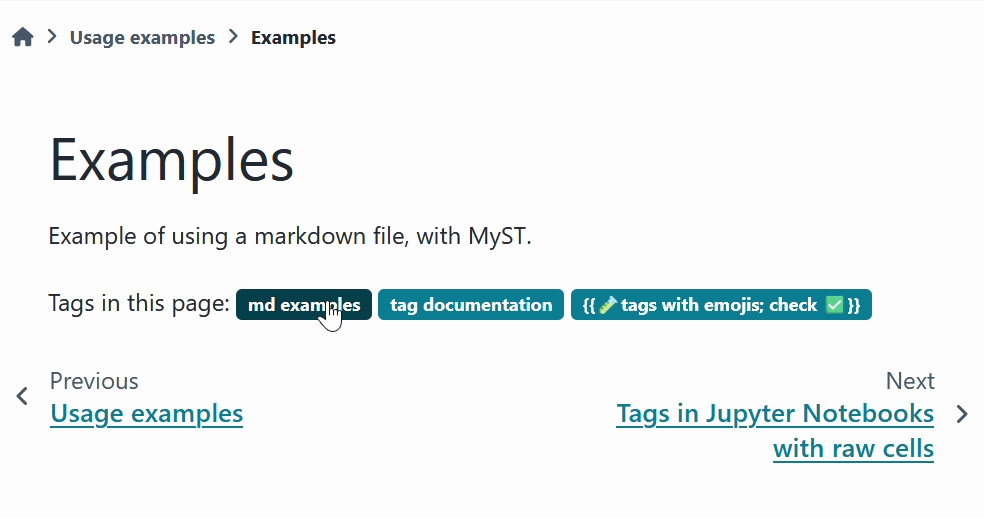 Usage examples > Examples
Examples
Example of using a markdown file, with MyST.
Tags in this page: md examples tag documentation {{🧪tags with emojis; check ✅}}
Previous
Usage examples
Next
Tags in Jupyter Notebooks
with raw cells